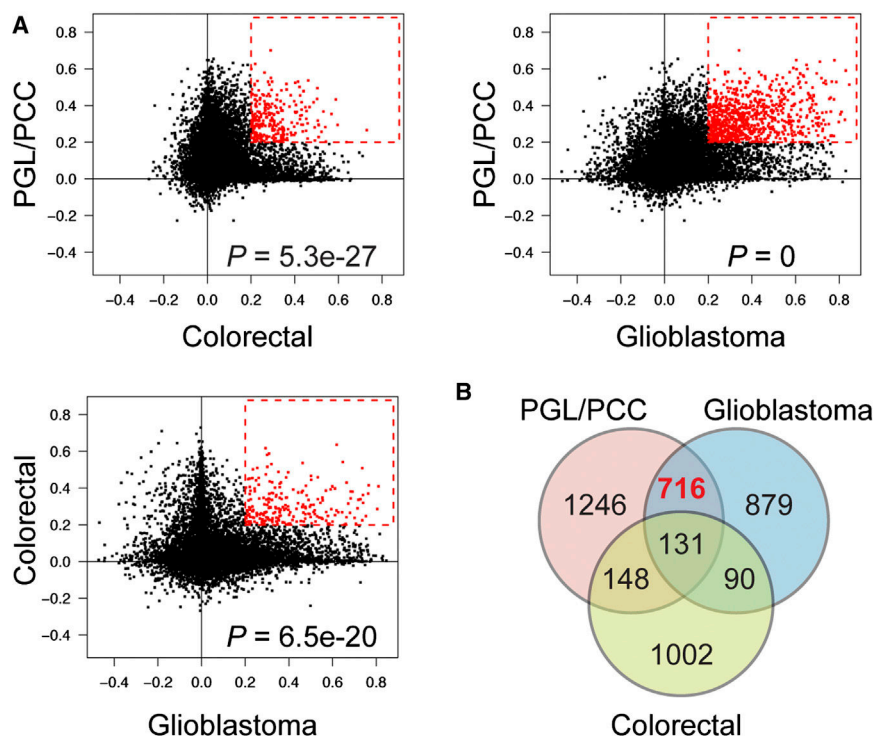 A
PGL/PCC
0.8
0.6
0.4
0.2
0.0
−0.2
−0.4
P = 5.3e-27
−0.4 −0.2 0.0 0.2 0.4 0.6 0.8
Colorectal
PGL/PCC
0.8
0.6
0.4
0.2
0.0
−0.2
−0.4
P = 0
−0.4 −0.2 0.0 0.2 0.4 0.6 0.8
Glioblastoma
Colorectal
0.8
0.6
0.4
0.2
0.0
−0.2
−0.4
P = 6.5e-20
−0.4 −0.2 0.0 0.2 0.4 0.6 0.8
Glioblastoma
B
PGL/PCC Glioblastoma
1246 716 879
131
148 90
1002
Colorectal